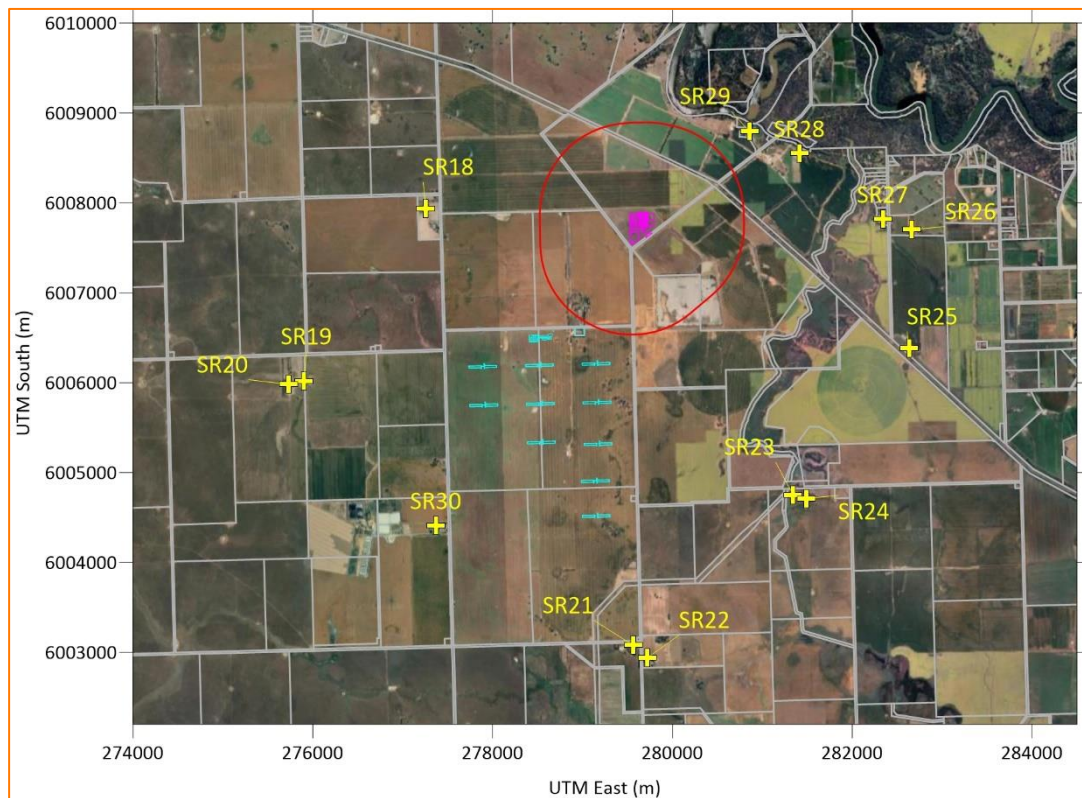 6010000
6009000
6008000
6007000
6006000
6005000
6004000
6003000
UTM South (m)
SR29
SR28
SR18
SR27
SR26
SR25
SR19
SR20
SR23
SR24
SR30
SR21
SR22
274000 276000 278000 280000 282000 284000
UTM East (m)